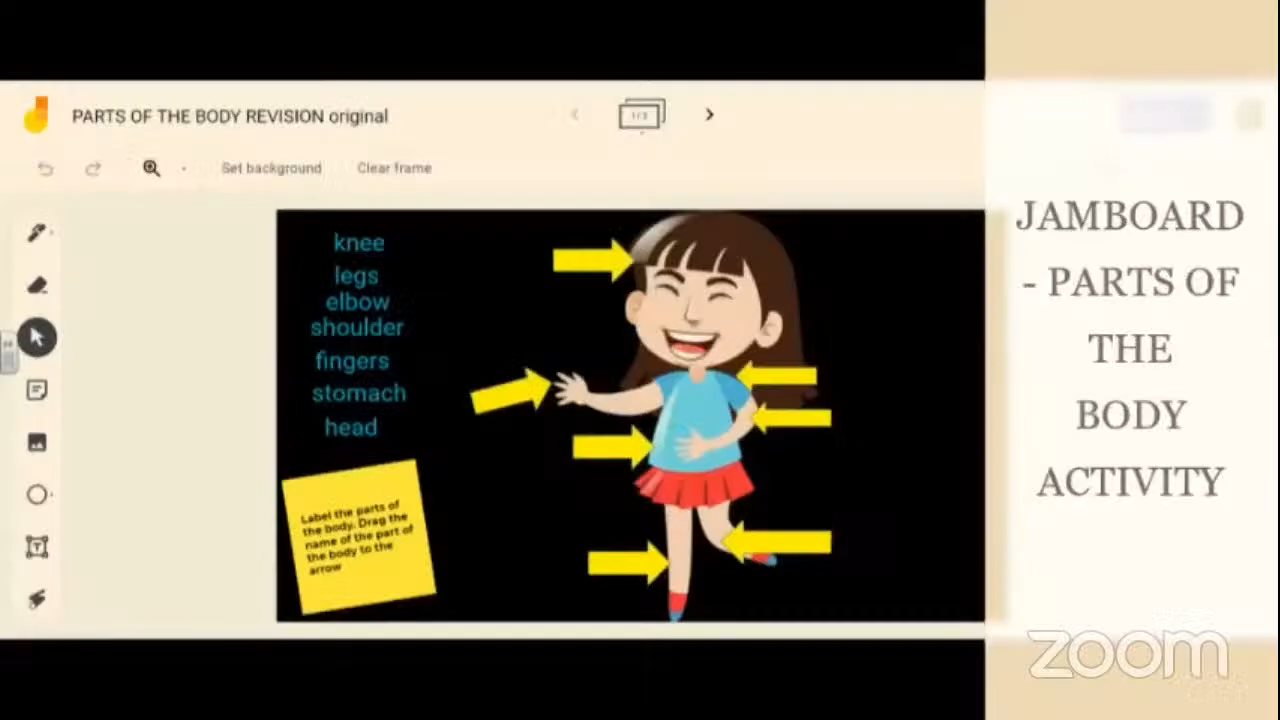 PARTS OF THE BODY REVISION original
Set background
Clear frame
knee
legs
elbow
shoulder
fingers
stomach
head
Label the parts of
the body. Drag the
name of the part of
the body to the
arrow
JAMBOARD
- PARTS OF
THE
BODY
ACTIVITY
zoom